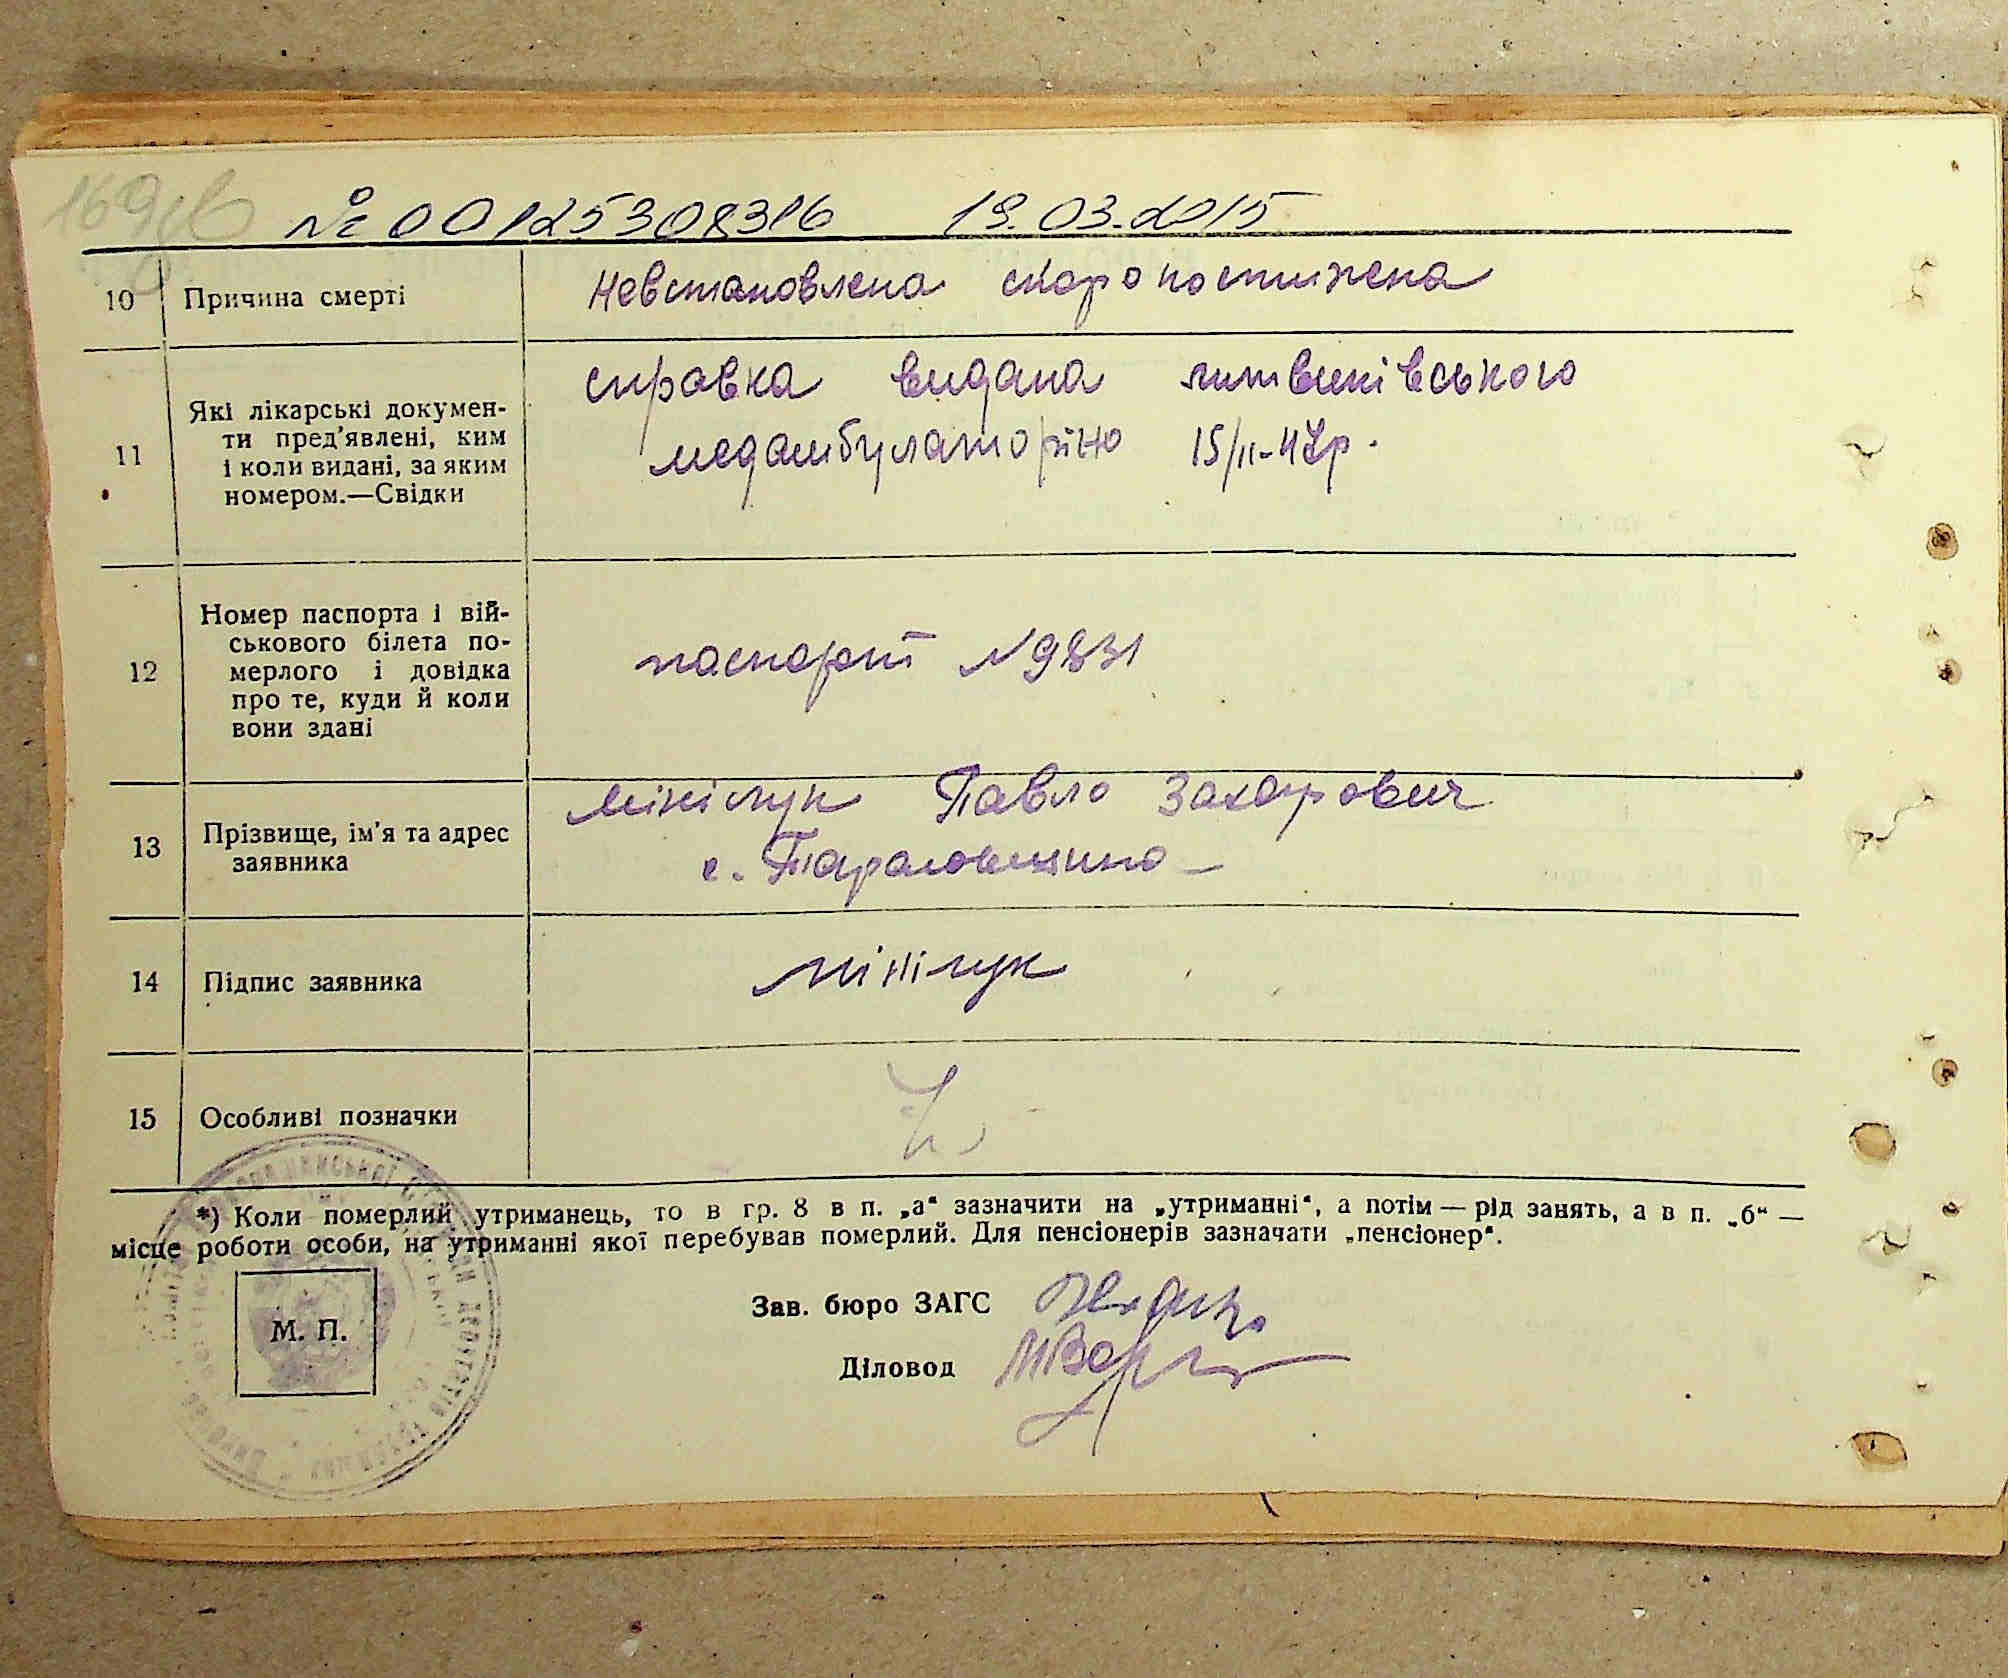 № 00125308316 19.03.2015
10 Причина смерті Невстановлена скоропостижена
11 Які лікарські докумен-
ти пред'явлені, ким
і коли видані, за яким
номером.—Свідки
справка видана
медамбулаторією 15/II-47р.
12 Номер паспорта і вій-
ськового білета по-
мерлого і довідка
про те, куди й коли
вони здані
паспорт №9831
13 Прізвище, ім'я та адрес
заявника
Мінілук Павло Захарович
с.
14 Підпис заявника Мінілук
15 Особливі позначки
*) Коли померлий утриманець, то в гр. 8 в п. „а“ зазначити на „утриманні“, а потім — рід занять, а в п. „б“ —
місце роботи особи, на утриманні якої перебував померлий. Для пенсіонерів зазначати „пенсіонер“.
Зав. бюро ЗАГС
М. П.
Діловод